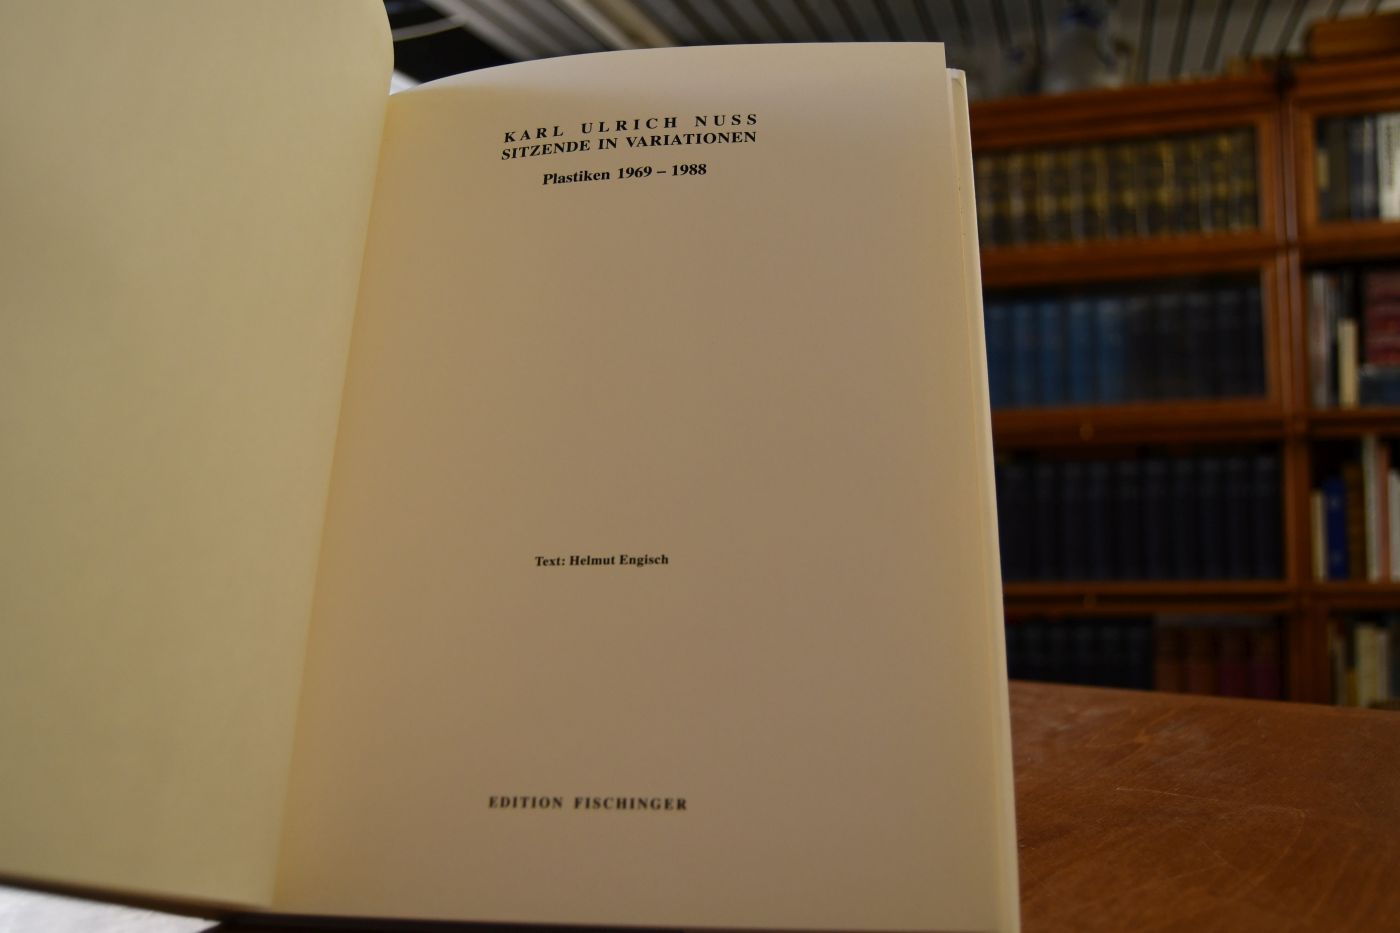 KARL ULRICH NUSS
SITZENDE IN VARIATIONEN
Plastiken 1969 – 1988
Text: Helmut Engisch
EDITION FISCHINGER